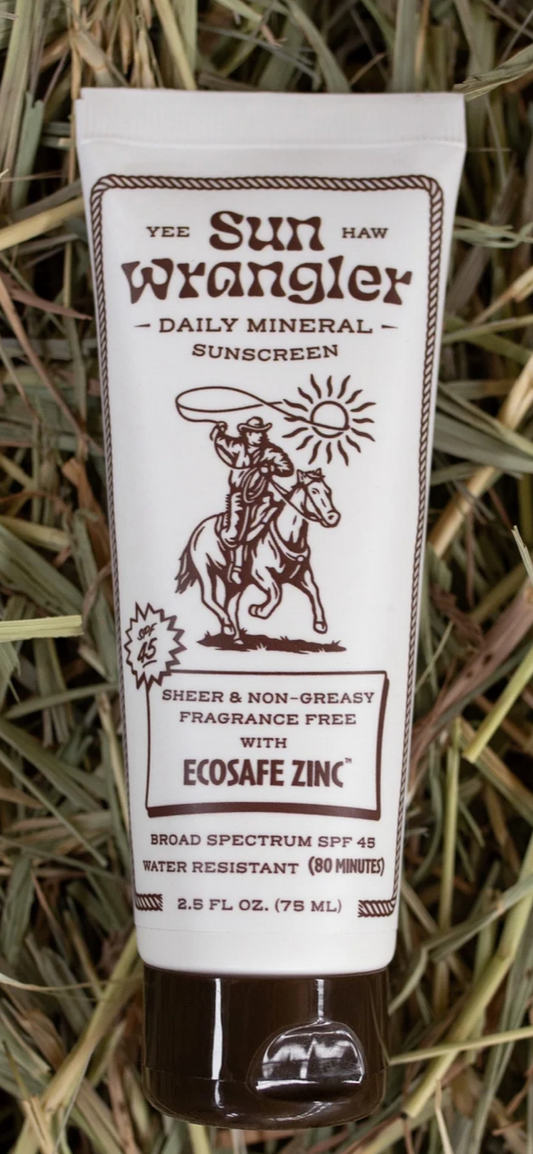 YEE Sun HAW
Wrangler
- DAILY MINERAL -
SUNSCREEN
SPF
45
SHEER & NON-GREASY
FRAGRANCE FREE
WITH
ECOSAFE ZINC™
BROAD SPECTRUM SPF 45
WATER RESISTANT (80 MINUTES)
2.5 FL OZ. (75 ML)